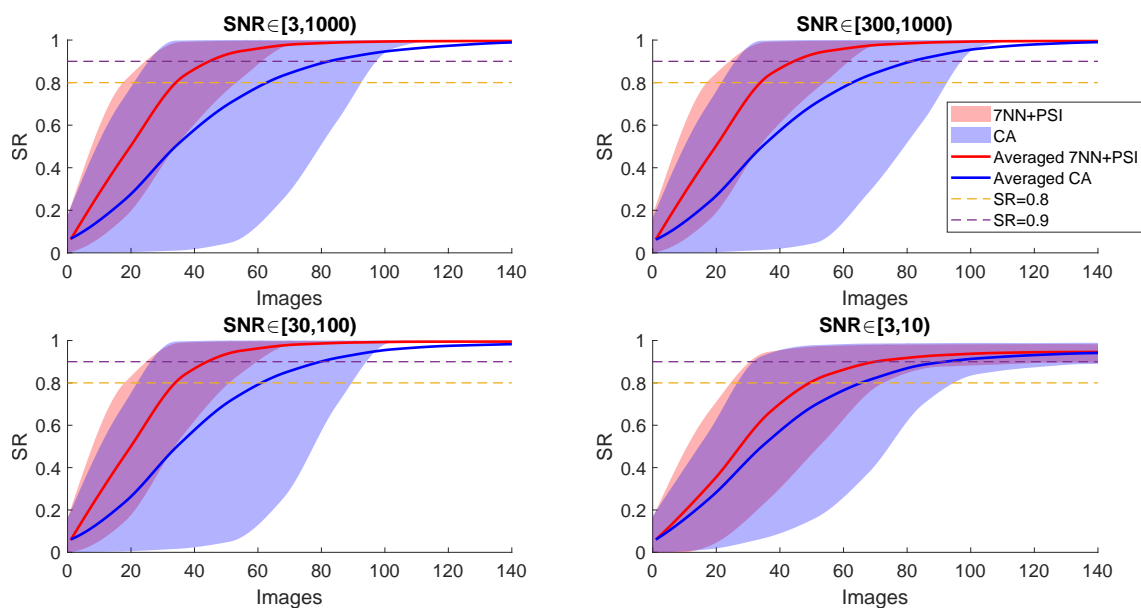 SNR∈[3,1000)
SR
1
0.8
0.6
0.4
0.2
0
0 20 40 60 80 100 120 140
Images
SNR∈[300,1000)
SR
1
0.8
0.6
0.4
0.2
0
0 20 40 60 80 100 120 140
Images
7NN+PSI
CA
Averaged 7NN+PSI
Averaged CA
SR=0.8
SR=0.9
SNR∈[30,100)
SR
1
0.8
0.6
0.4
0.2
0
0 20 40 60 80 100 120 140
Images
SNR∈[3,10)
SR
1
0.8
0.6
0.4
0.2
0
0 20 40 60 80 100 120 140
Images